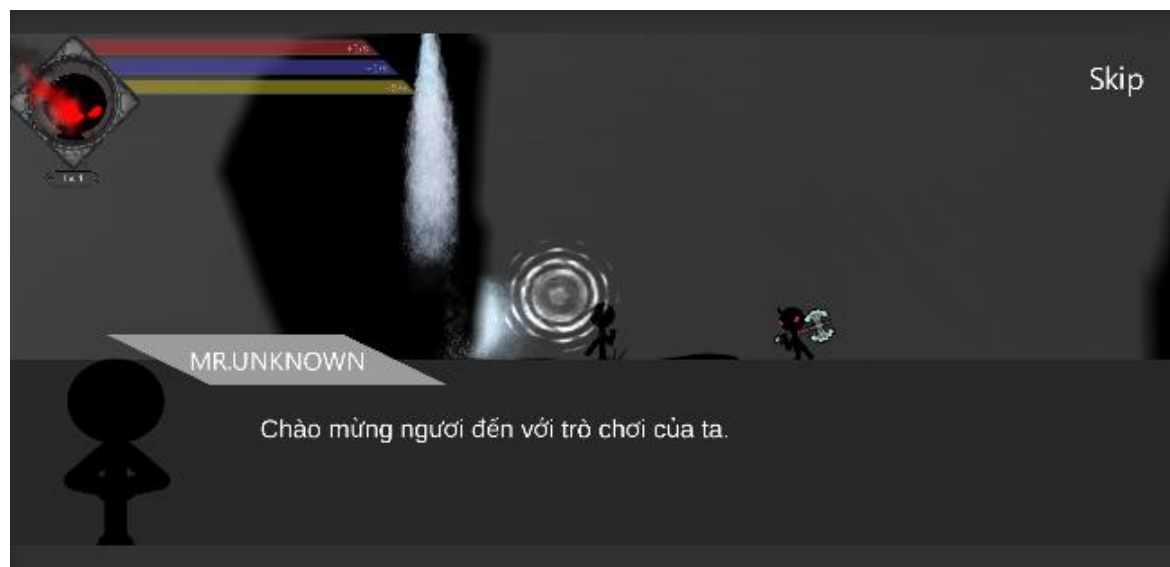 Skip
MR.UNKNOWN
Chào mừng ngươi đến với trò chơi của ta.